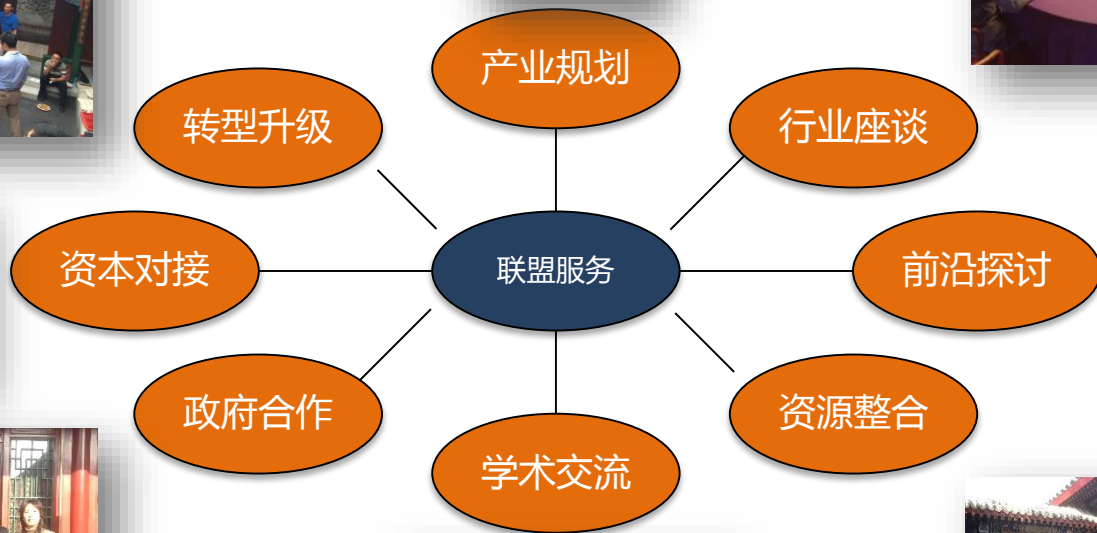 产业规划
转型升级
行业座谈
资本对接
联盟服务
前沿探讨
政府合作
资源整合
学术交流